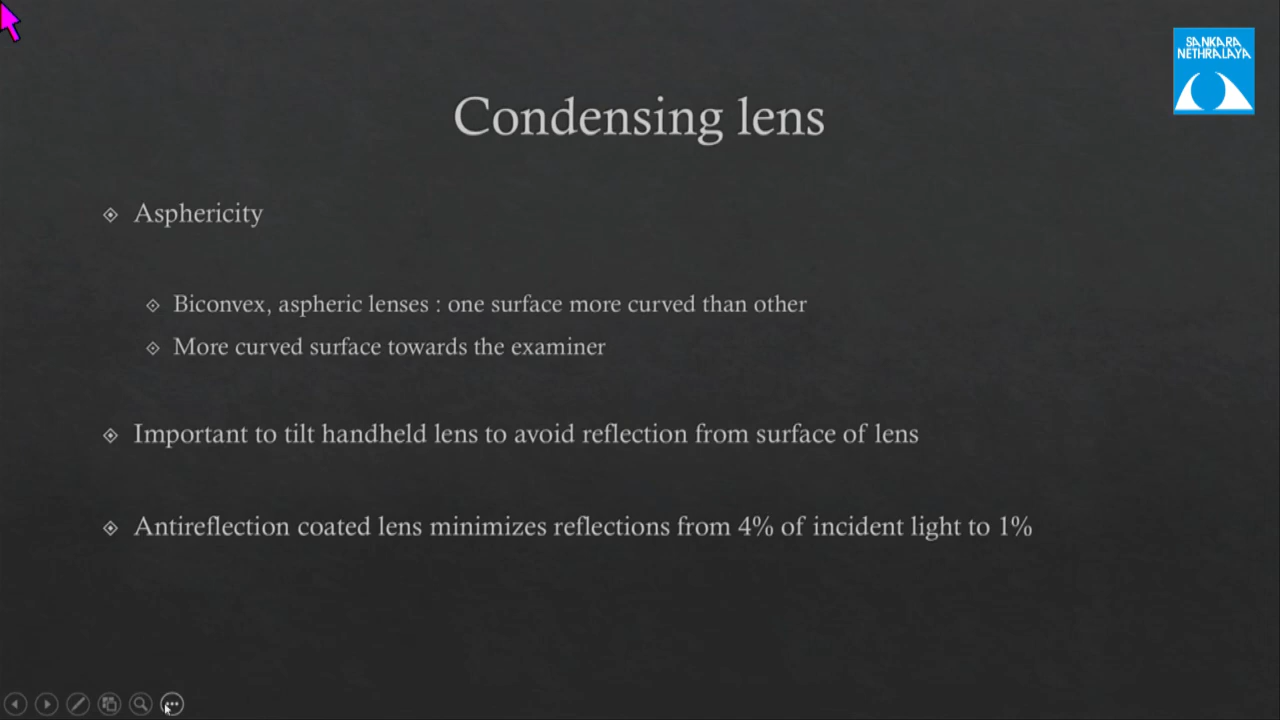 SANKARA
NETHRALAYA
Condensing lens
Asphericity
Biconvex, aspheric lenses : one surface more curved than other
More curved surface towards the examiner
Important to tilt handheld lens to avoid reflection from surface of lens
Antireflection coated lens minimizes reflections from 4% of incident light to 1%